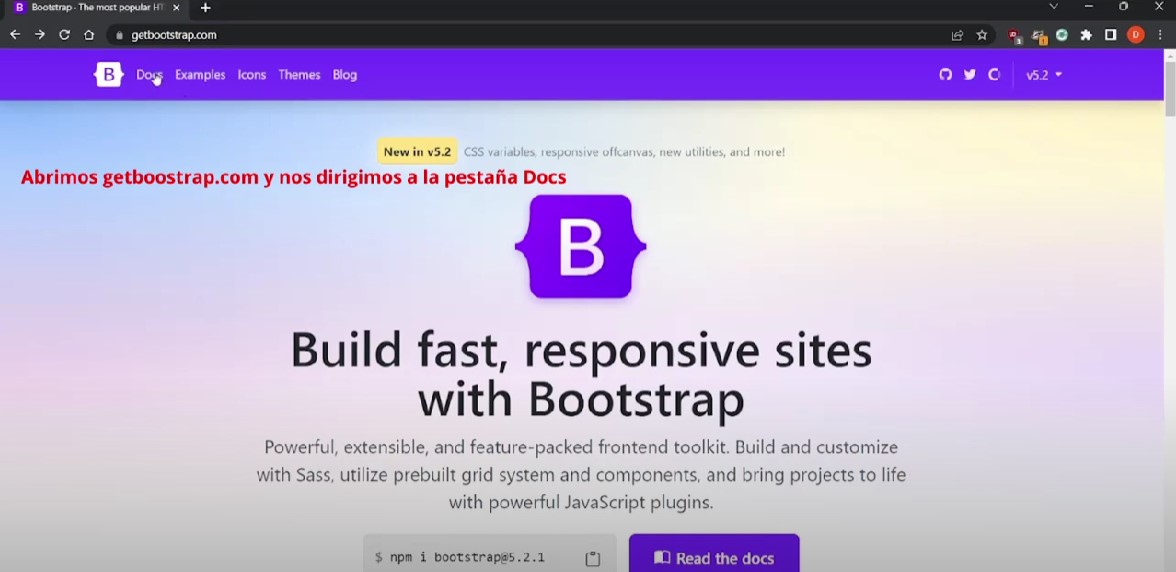 Bootstrap · The most popular HT
getbootstrap.com
B Docs Examples Icons Themes Blog v5.2
New in v5.2 CSS variables, responsive offcanvas, new utilities, and more!
Abrimos getboostrap.com y nos dirigimos a la pestaña Docs
B
Build fast, responsive sites
with Bootstrap
Powerful, extensible, and feature-packed frontend toolkit. Build and customize
with Sass, utilize prebuilt grid system and components, and bring projects to life
with powerful JavaScript plugins.
$ npm i bootstrap@5.2.1 Read the docs